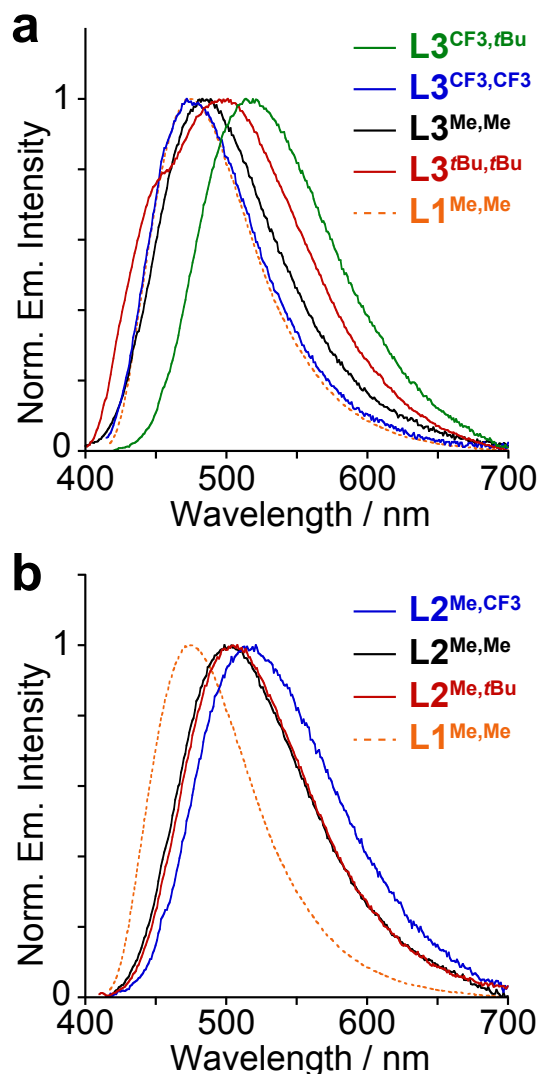 a
L3CF3,tBu
L3CF3,CF3
L3Me,Me
L3tBu,tBu
L1Me,Me
Norm. Em. Intensity
1
0
400 500 600 700
Wavelength / nm
b
L2Me,CF3
L2Me,Me
L2Me,tBu
L1Me,Me
Norm. Em. Intensity
1
0
400 500 600 700
Wavelength / nm